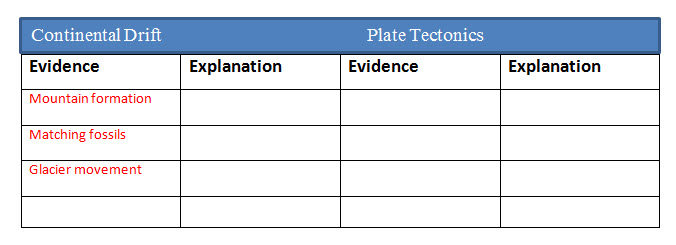 Continental Drift Plate Tectonics
Evidence Explanation Evidence Explanation
Mountain formation
Matching fossils
Glacier movement